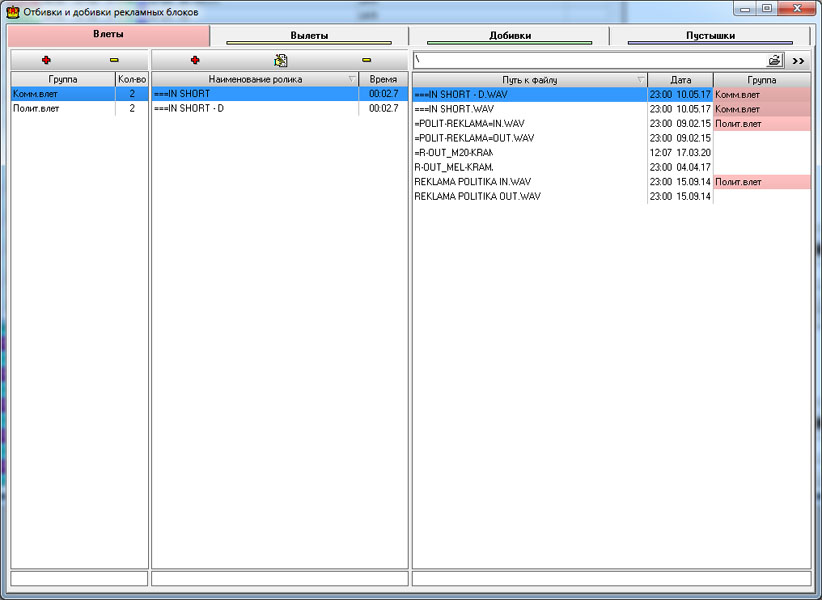 Отбивки и добивки рекламных блоков
Влеты Вылеты Добивки Пустышки
\ >>
Группа Кол-во
Комм.влет 2
Полит.влет 2
Наименование ролика Время
===IN SHORT 00:02.7
===IN SHORT - D 00:02.7
Путь к файлу Дата Группа
===IN SHORT - D.WAV 23:00 10.05.17 Комм.влет
===IN SHORT.WAV 23:00 10.05.17 Комм.влет
=POLIT-REKLAMA=IN.WAV 23:00 09.02.15 Полит.влет
=POLIT-REKLAMA=OUT.WAV 23:00 09.02.15
=R-OUT_M20-KRAM 12:07 17.03.20
R-OUT_MEL-KRAM. 23:00 04.04.17
REKLAMA POLITIKA IN.WAV 23:00 15.09.14 Полит.влет
REKLAMA POLITIKA OUT.WAV 23:00 15.09.14